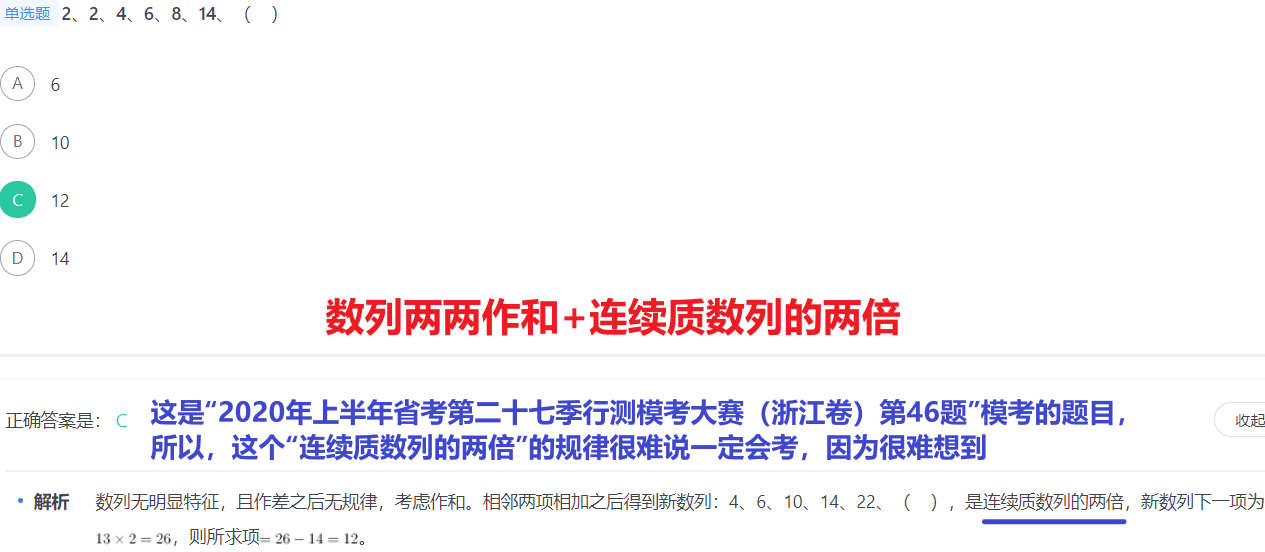 单选题 2、2、4、6、8、14、（ ）
A 6
B 10
C 12
D 14
数列两两作和+连续质数列的两倍
正确答案是： C
这是“2020年上半年省考第二十七季行测模考大赛（浙江卷）第46题”模考的题目，
所以，这个“连续质数列的两倍”的规律很难说一定会考，因为很难想到
收起
• 解析 数列无明显特征，且作差之后无规律，考虑作和。相邻两项相加之后得到新数列：4、6、10、14、22、（ ），是连续质数列的两倍，新数列下一项为
13 × 2 = 26，则所求项= 26 − 14 = 12。